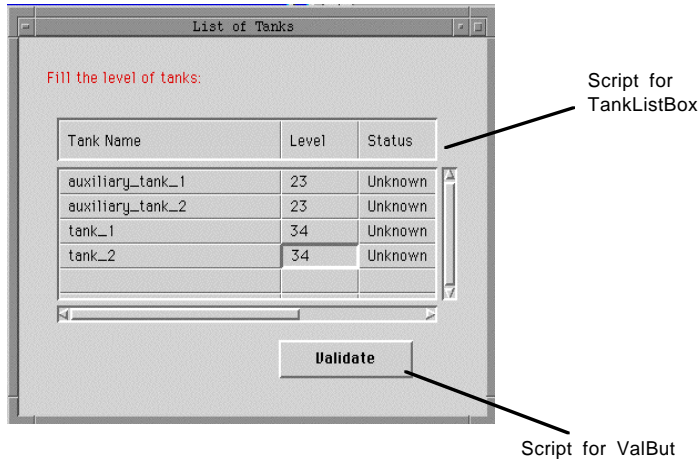 List of Tanks
Fill the level of tanks:
Script for
TankListBox
Tank Name Level Status
auxiliary_tank_1 23 Unknown
auxiliary_tank_2 23 Unknown
tank_1 34 Unknown
tank_2 34 Unknown
Validate
Script for ValBut